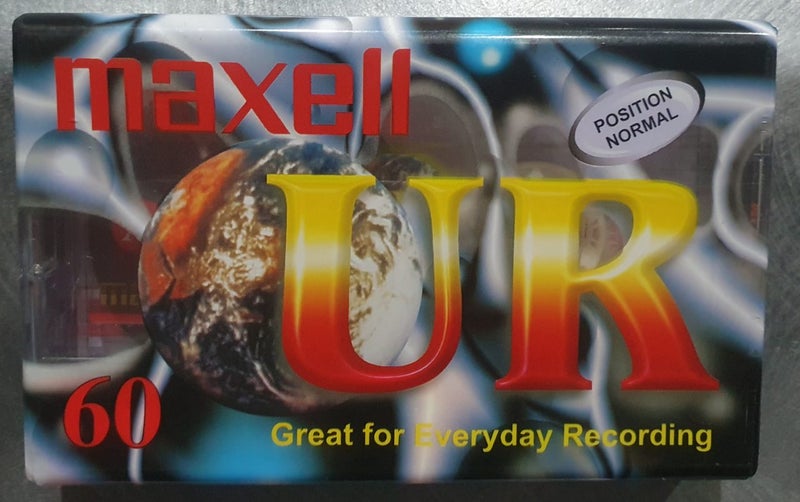 maxell
POSITION
NORMAL
UR
60
Great for Everyday Recording